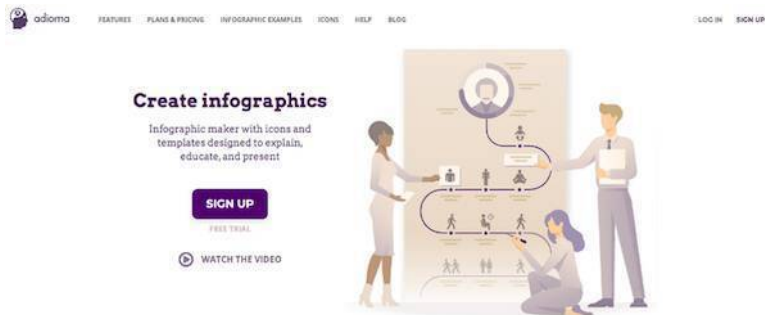 adioma
FEATURES PLANS & PRICING INFOGRAPHIC EXAMPLES ICONS HELP BLOG
LOG IN SIGN UP
Create infographics
Infographic maker with icons and
templates designed to explain,
educate, and present
SIGN UP
FREE TRIAL
WATCH THE VIDEO